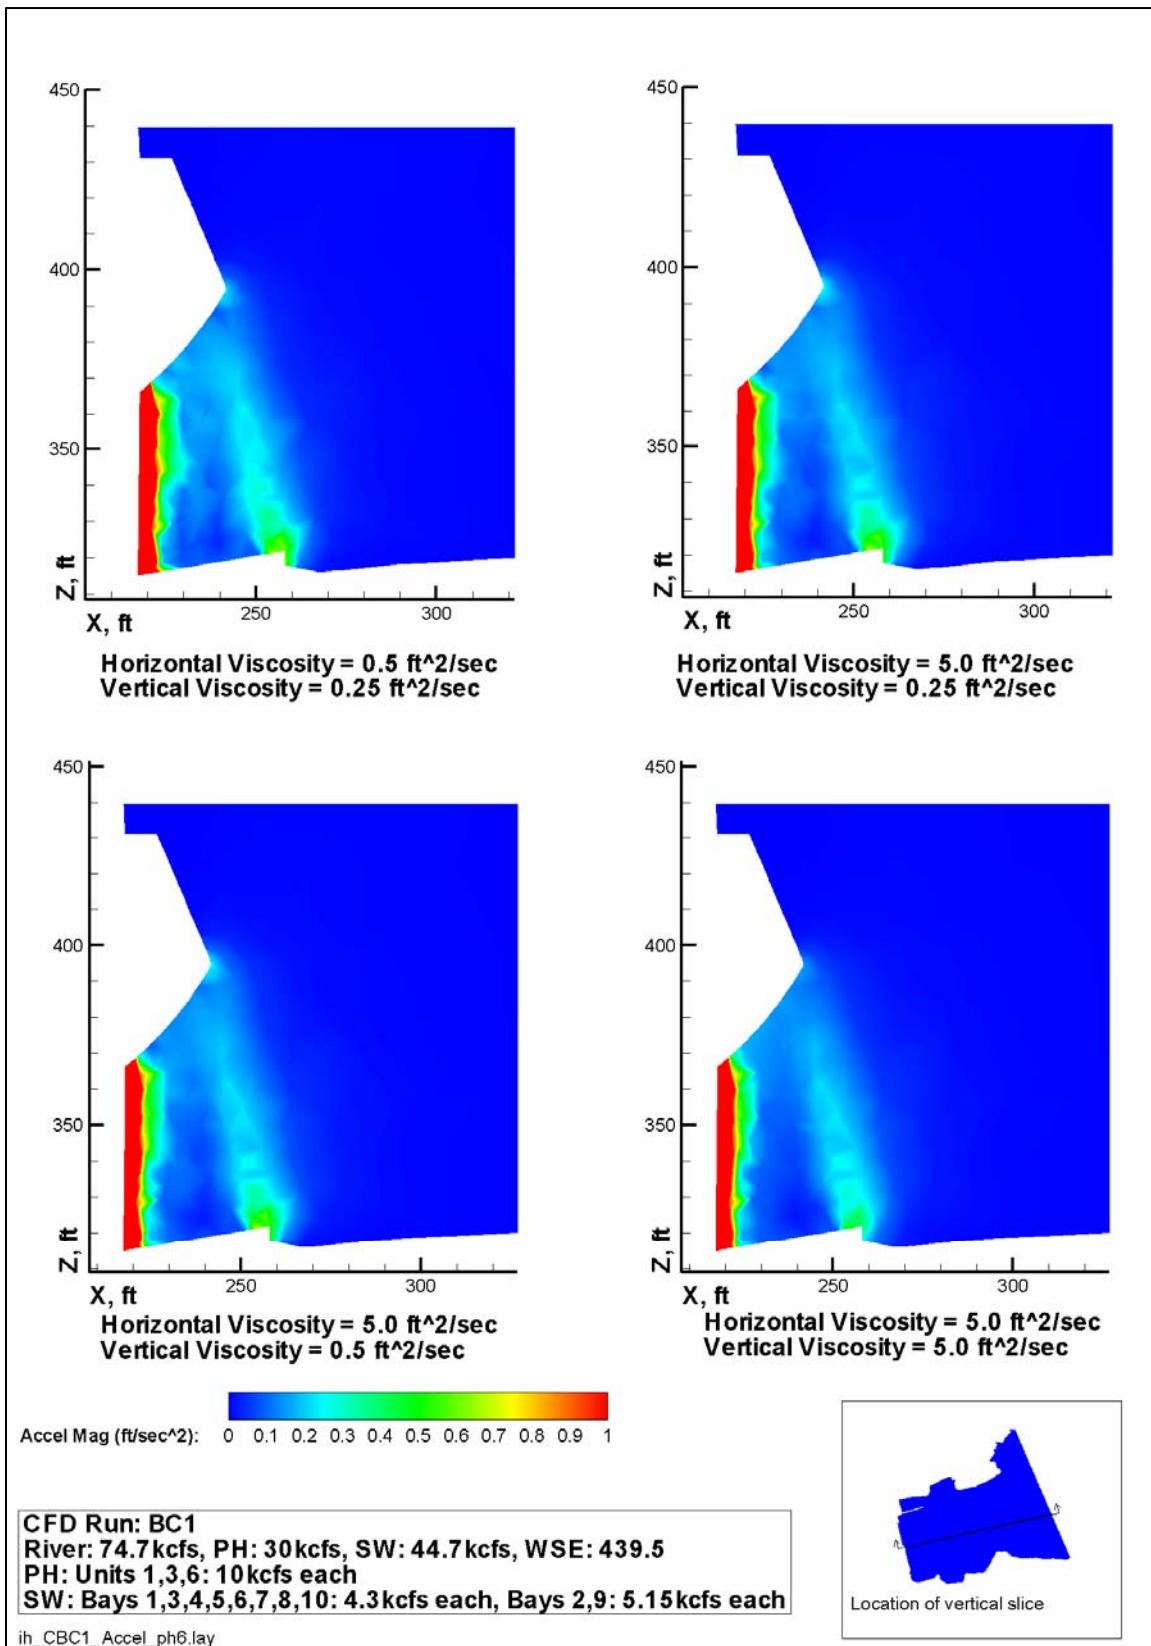 450
400
350
Z, ft
250
300
X, ft
Horizontal Viscosity = 0.5 ft^2/sec
Vertical Viscosity = 0.25 ft^2/sec
450
400
350
Z, ft
250
300
X, ft
Horizontal Viscosity = 5.0 ft^2/sec
Vertical Viscosity = 0.25 ft^2/sec
450
400
350
Z, ft
250
300
X, ft
Horizontal Viscosity = 5.0 ft^2/sec
Vertical Viscosity = 0.5 ft^2/sec
450
400
350
Z, ft
250
300
X, ft
Horizontal Viscosity = 5.0 ft^2/sec
Vertical Viscosity = 5.0 ft^2/sec
Accel Mag (ft/sec^2): 0 0.1 0.2 0.3 0.4 0.5 0.6 0.7 0.8 0.9 1
CFD Run: BC1
River: 74.7kcfs, PH: 30kcfs, SW: 44.7kcfs, WSE: 439.5
PH: Units 1,3,6: 10kcfs each
SW: Bays 1,3,4,5,6,7,8,10: 4.3kcfs each, Bays 2,9: 5.15kcfs each
Location of vertical slice
ih_CBC1_Accel_ph6.lay